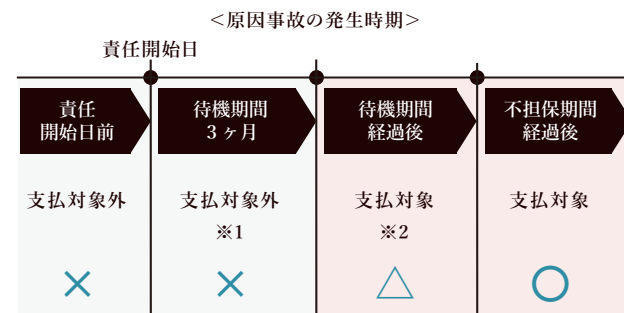 ＜原因事故の発生時期＞
責任開始日
責任
開始日前
待機期間
3ヶ月
待機期間
経過後
不担保期間
経過後
支払対象外
支払対象外
※1
支払対象
※2
支払対象